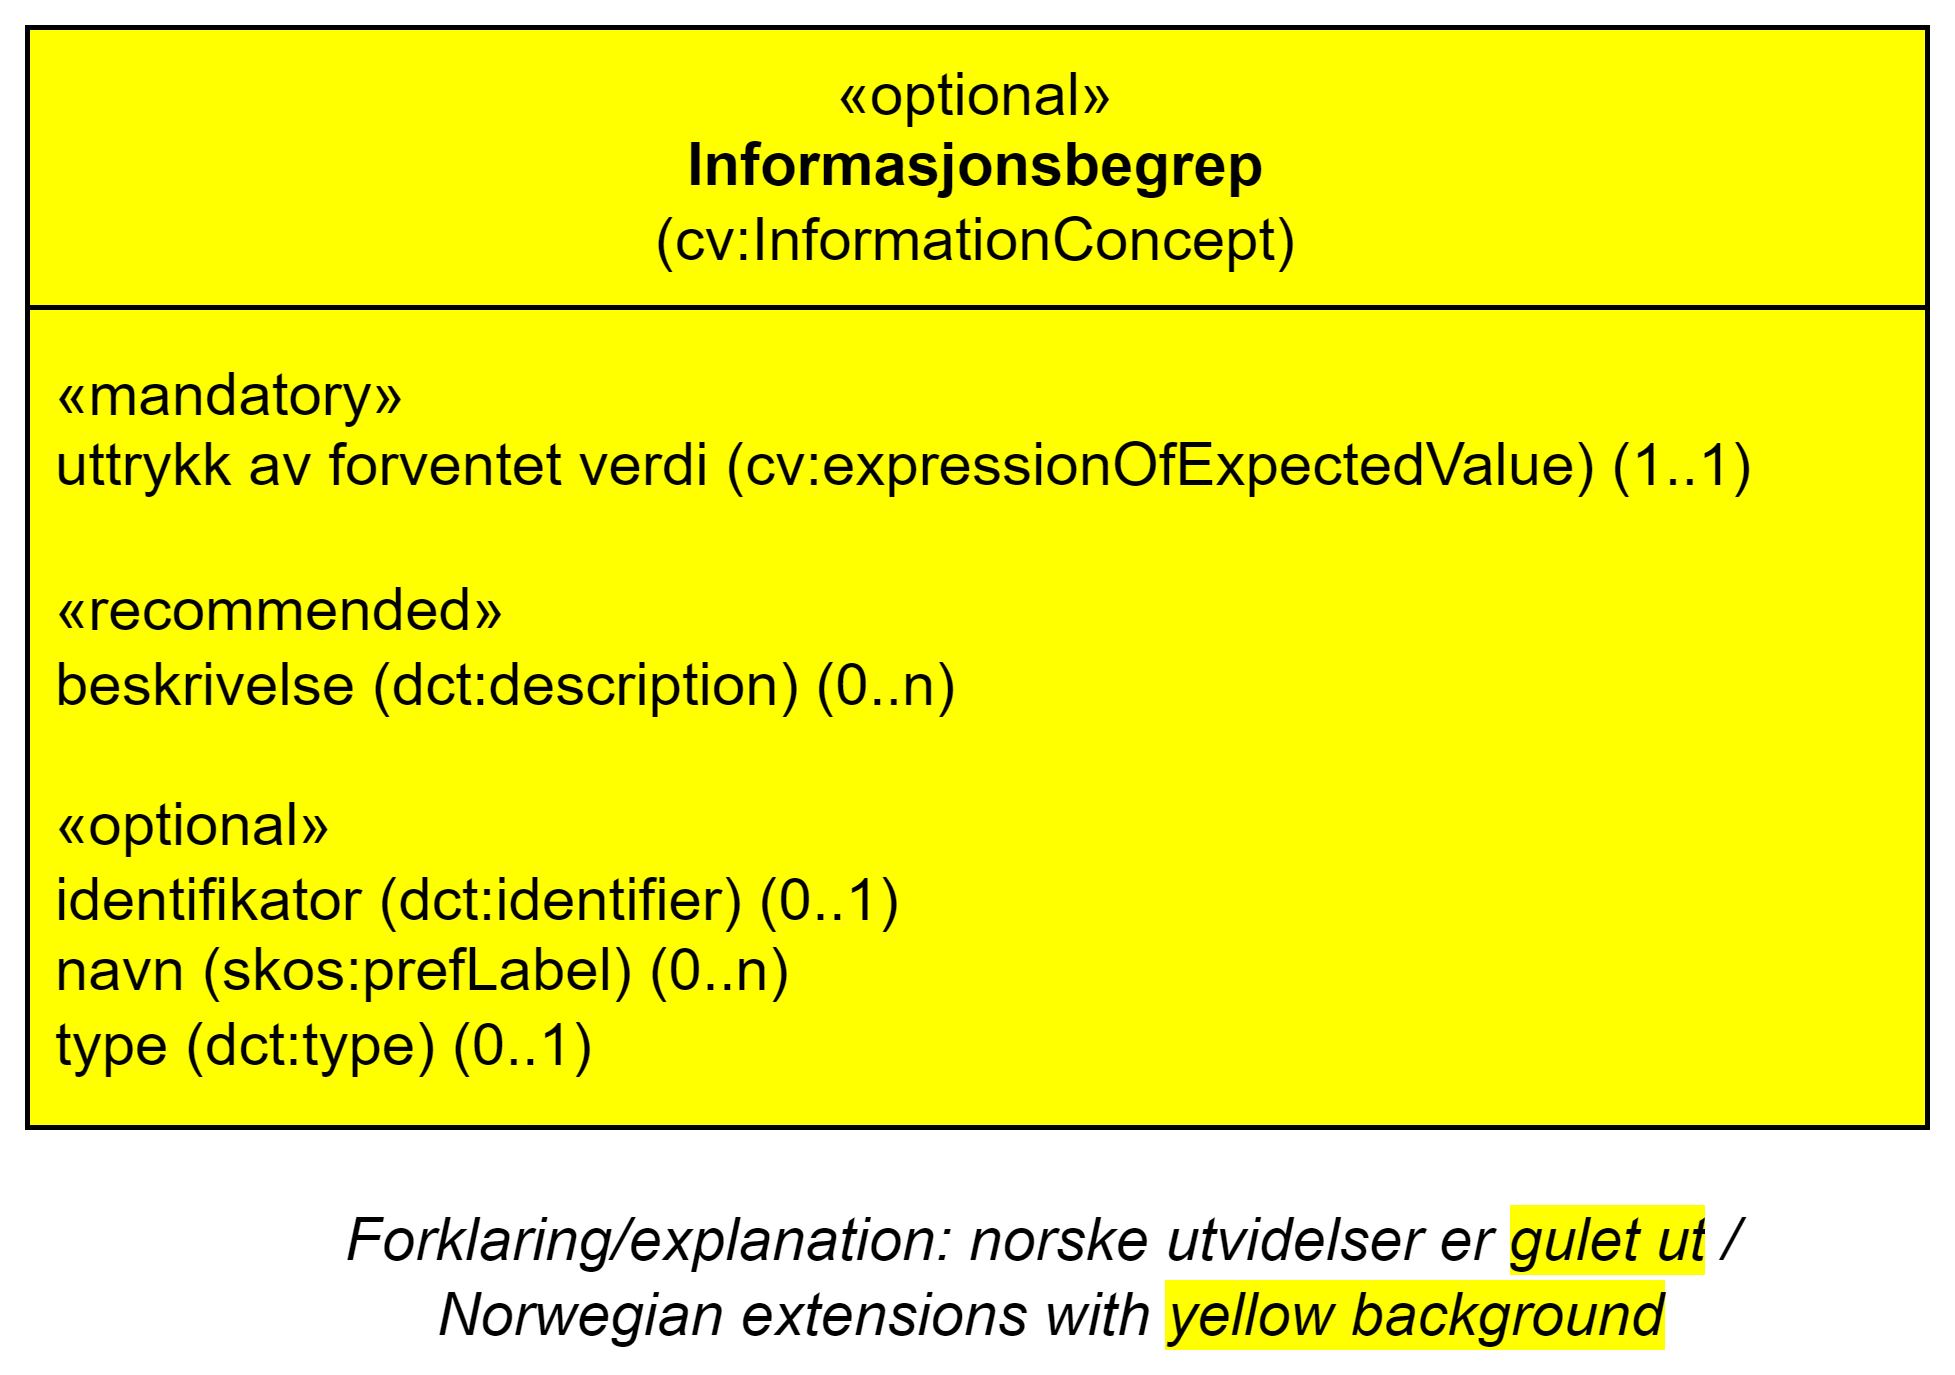 «optional»
Informasjonsbegrep
(cv:InformationConcept)
«mandatory»
uttrykk av forventet verdi (cv:expressionOfExpectedValue) (1..1)
«recommended»
beskrivelse (dct:description) (0..n)
«optional»
identifikator (dct:identifier) (0..1)
navn (skos:prefLabel) (0..n)
type (dct:type) (0..1)
Forklaring/explanation: norske utvidelser er gulet ut /
Norwegian extensions with yellow background